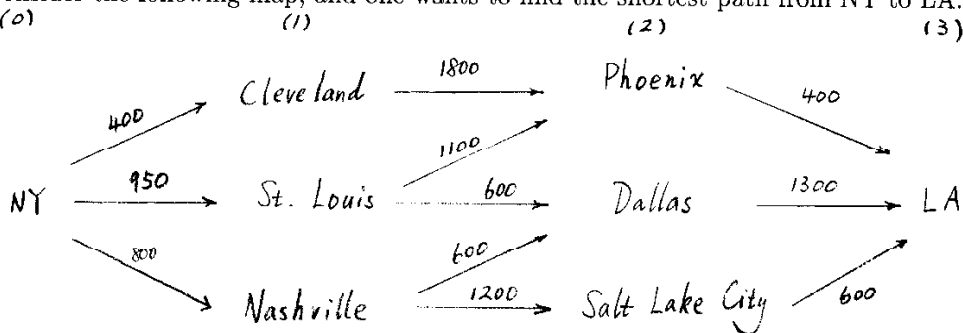 consider the following map, and one wants to find the shortest path from NY to LA.
(0) (1) (2) (3)
Cleveland 1800 Phoenix
400 400
1100
NY 950 St. Louis 600 Dallas 1300 LA
800 600 600
Nashville 1200 Salt Lake City